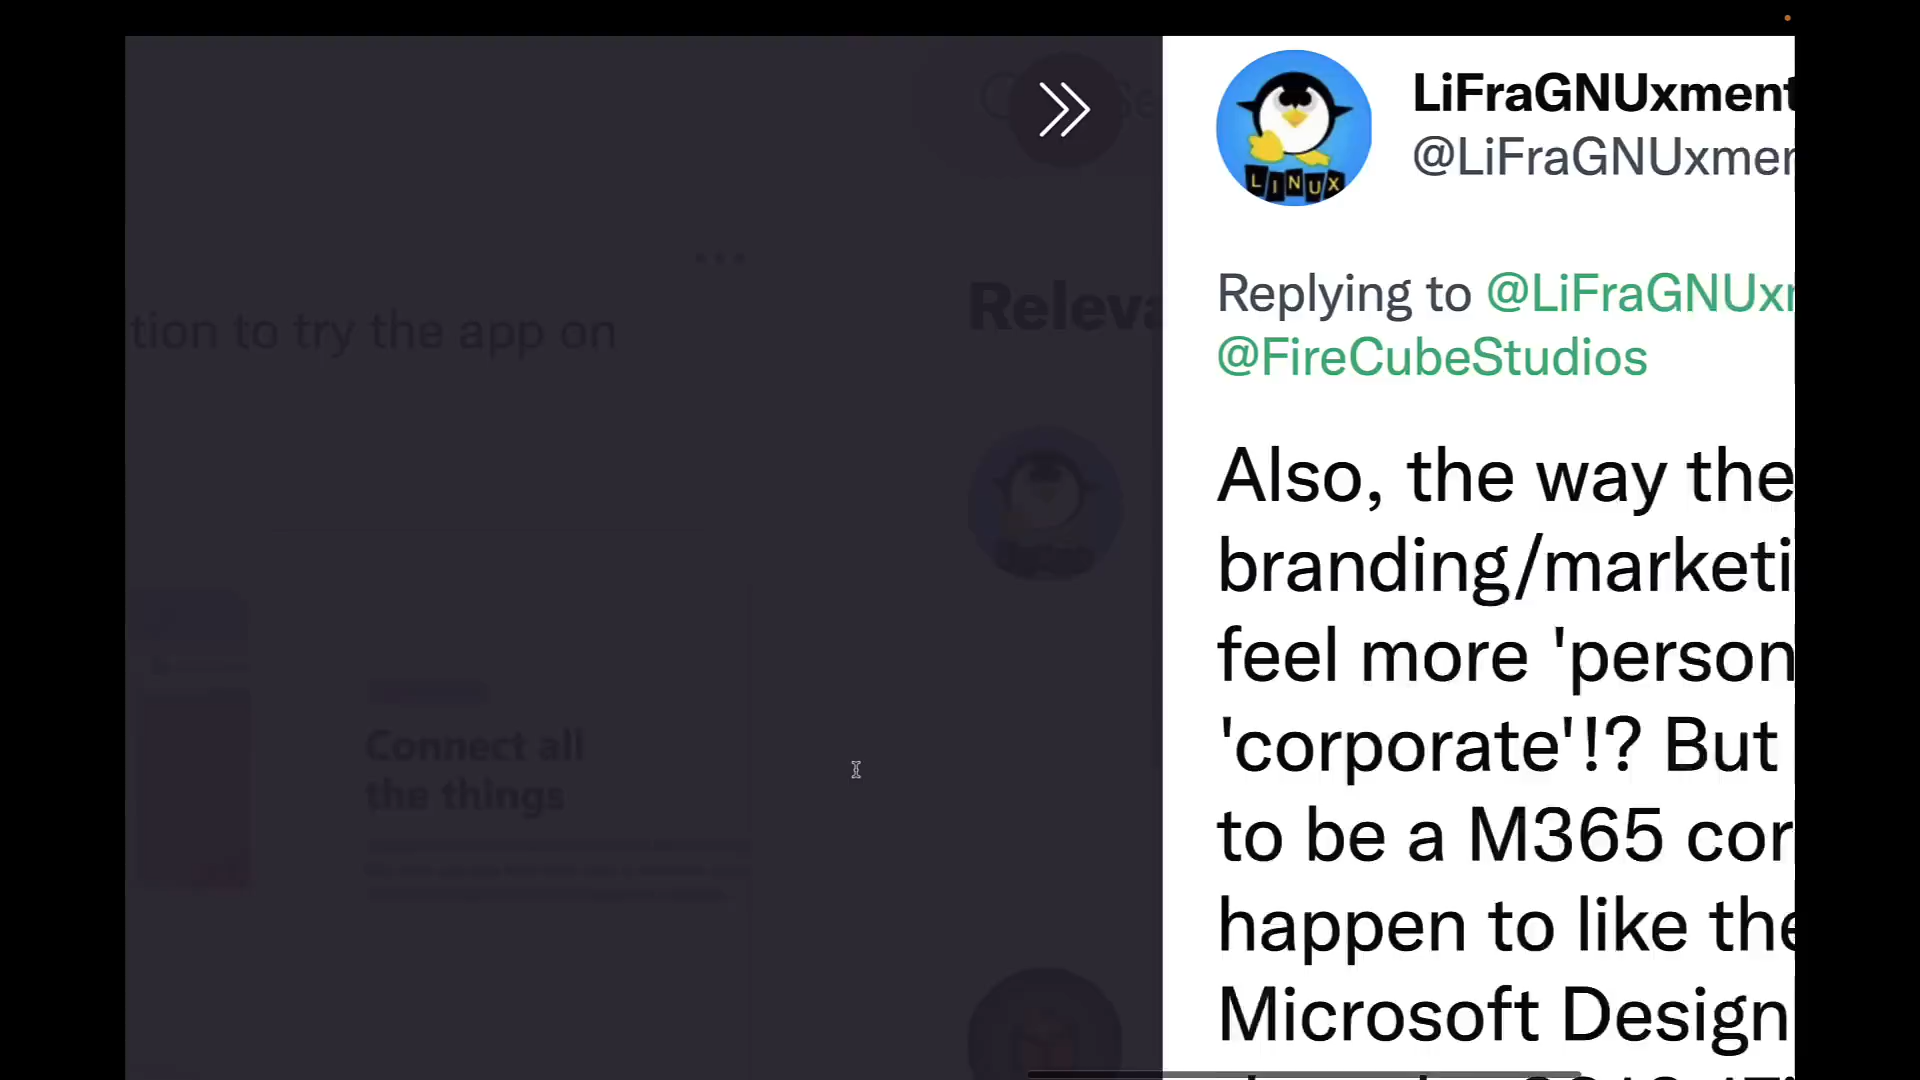 LiFraGNUxment
@LiFraGNUxmen
LINUX
Replying to @LiFraGNUx
@FireCubeStudios
Also, the way the
branding/marketi
feel more 'person
'corporate'!? But
to be a M365 cor
happen to like the
Microsoft Design
tion to try the app on
Releva
Connect all
the things